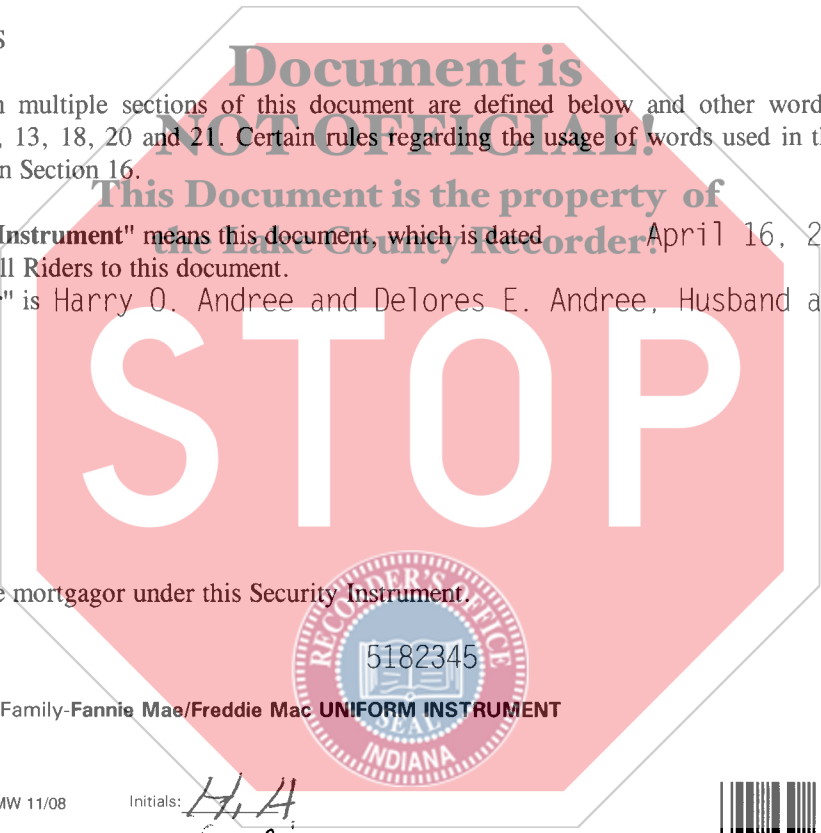 S
Document is
n multiple sections of this document are defined below and other word
, 13, 18, 20 and 21. Certain rules regarding the usage of words used in th
NOT OFFICIAL!
n Section 16.
This Document is the property of
Instrument" means this document, which is dated April 16, 2
the Lake County Recorder!
ll Riders to this document.
r" is Harry O. Andree and Delores E. Andree, Husband a
STOP
e mortgagor under this Security Instrument.
RECORDER'S OFFICE
5182345
Family-Fannie Mae/Freddie Mac UNIFORM INSTRUMENT
SEAL
INDIANA
MW 11/08 Initials: H. A